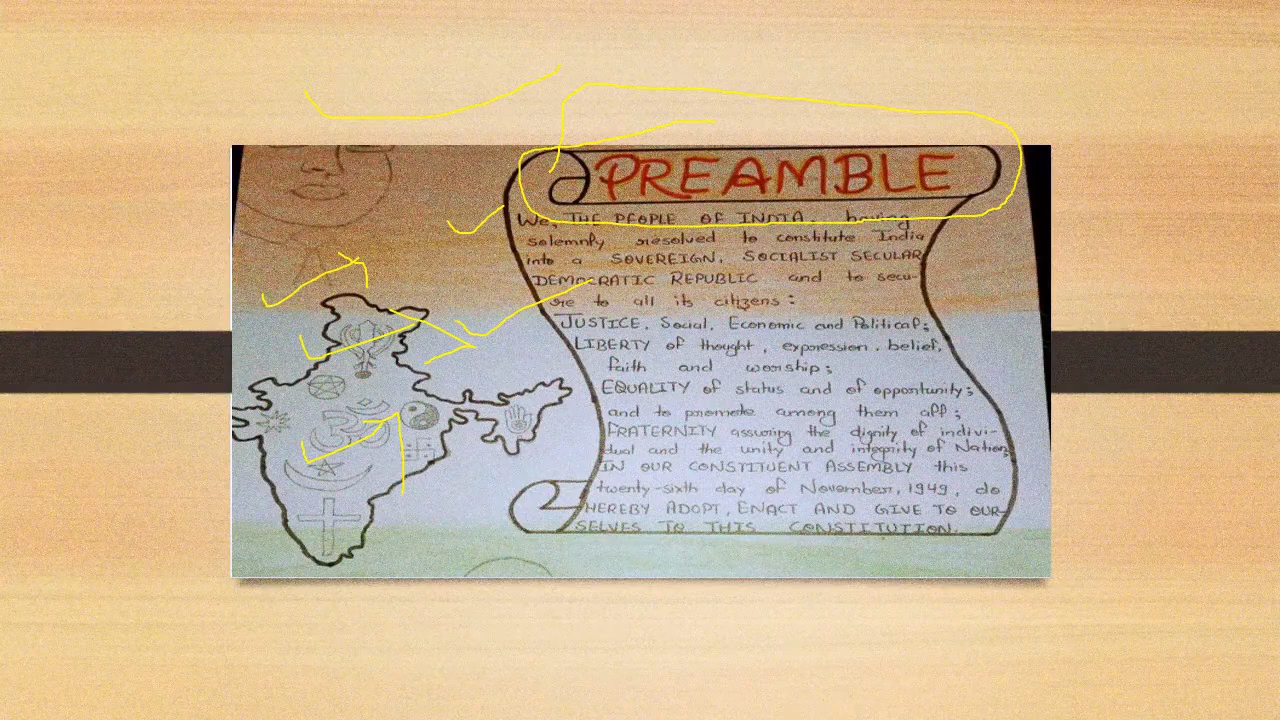 PREAMBLE
We, THE PEOPLE OF INDIA, having
solemnly resolved to constitute India
into a SOVEREIGN, SOCIALIST SECULAR
DEMOCRATIC REPUBLIC and to secu-
re to all its citizens:
JUSTICE, Social, Economic and Political;
LIBERTY of thought, expression, belief,
faith and worship;
EQUALITY of status and of opportunity;
and to promote among them all;
FRATERNITY assuring the dignity of indivi-
dual and the unity and integrity of Nation
IN OUR CONSTITUENT ASSEMBLY this
twenty-sixth day of November, 1949, do
HEREBY ADOPT, ENACT AND GIVE TO OUR-
SELVES TO THIS CONSTITUTION.